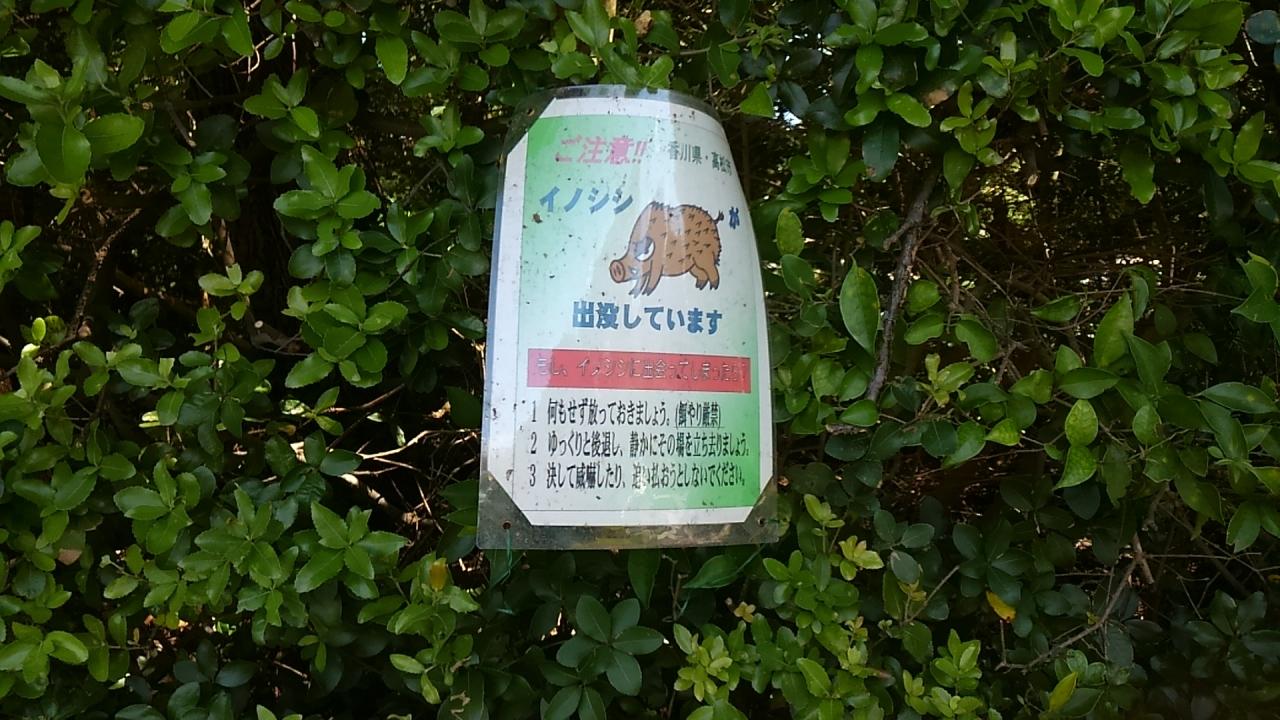 ご注意!! 香川県・高松市
イノシシ が
出没しています
もし、イノシシに出会ってしまったら?
1 何もせず放っておきましょう。(餌やり厳禁)
2 ゆっくりと後退し、静かにその場を立ち去りましょう。
3 決して威嚇したり、追い払おうとしないでください。